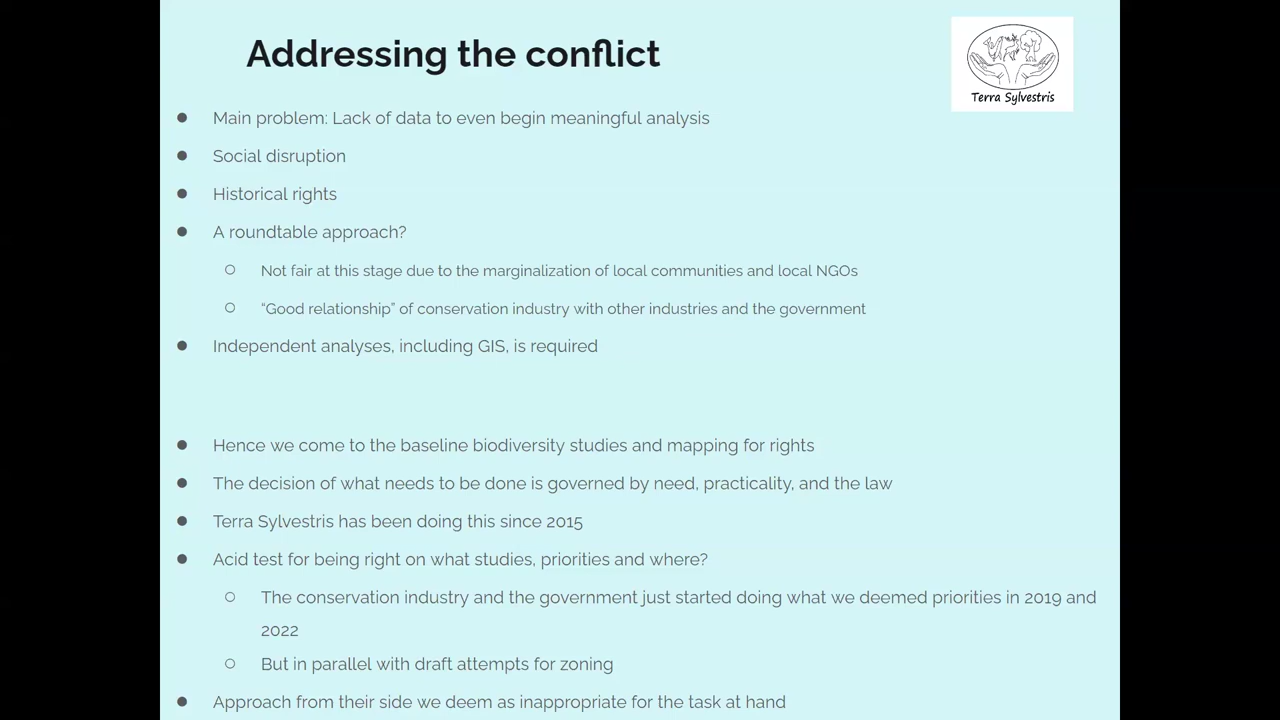 Addressing the conflict
Terra Sylvestris
● Main problem: Lack of data to even begin meaningful analysis
● Social disruption
● Historical rights
● A roundtable approach?
○ Not fair at this stage due to the marginalization of local communities and local NGOs
○ “Good relationship” of conservation industry with other industries and the government
● Independent analyses, including GIS, is required
● Hence we come to the baseline biodiversity studies and mapping for rights
● The decision of what needs to be done is governed by need, practicality, and the law
● Terra Sylvestris has been doing this since 2015
● Acid test for being right on what studies, priorities and where?
○ The conservation industry and the government just started doing what we deemed priorities in 2019 and
2022
○ But in parallel with draft attempts for zoning
● Approach from their side we deem as inappropriate for the task at hand